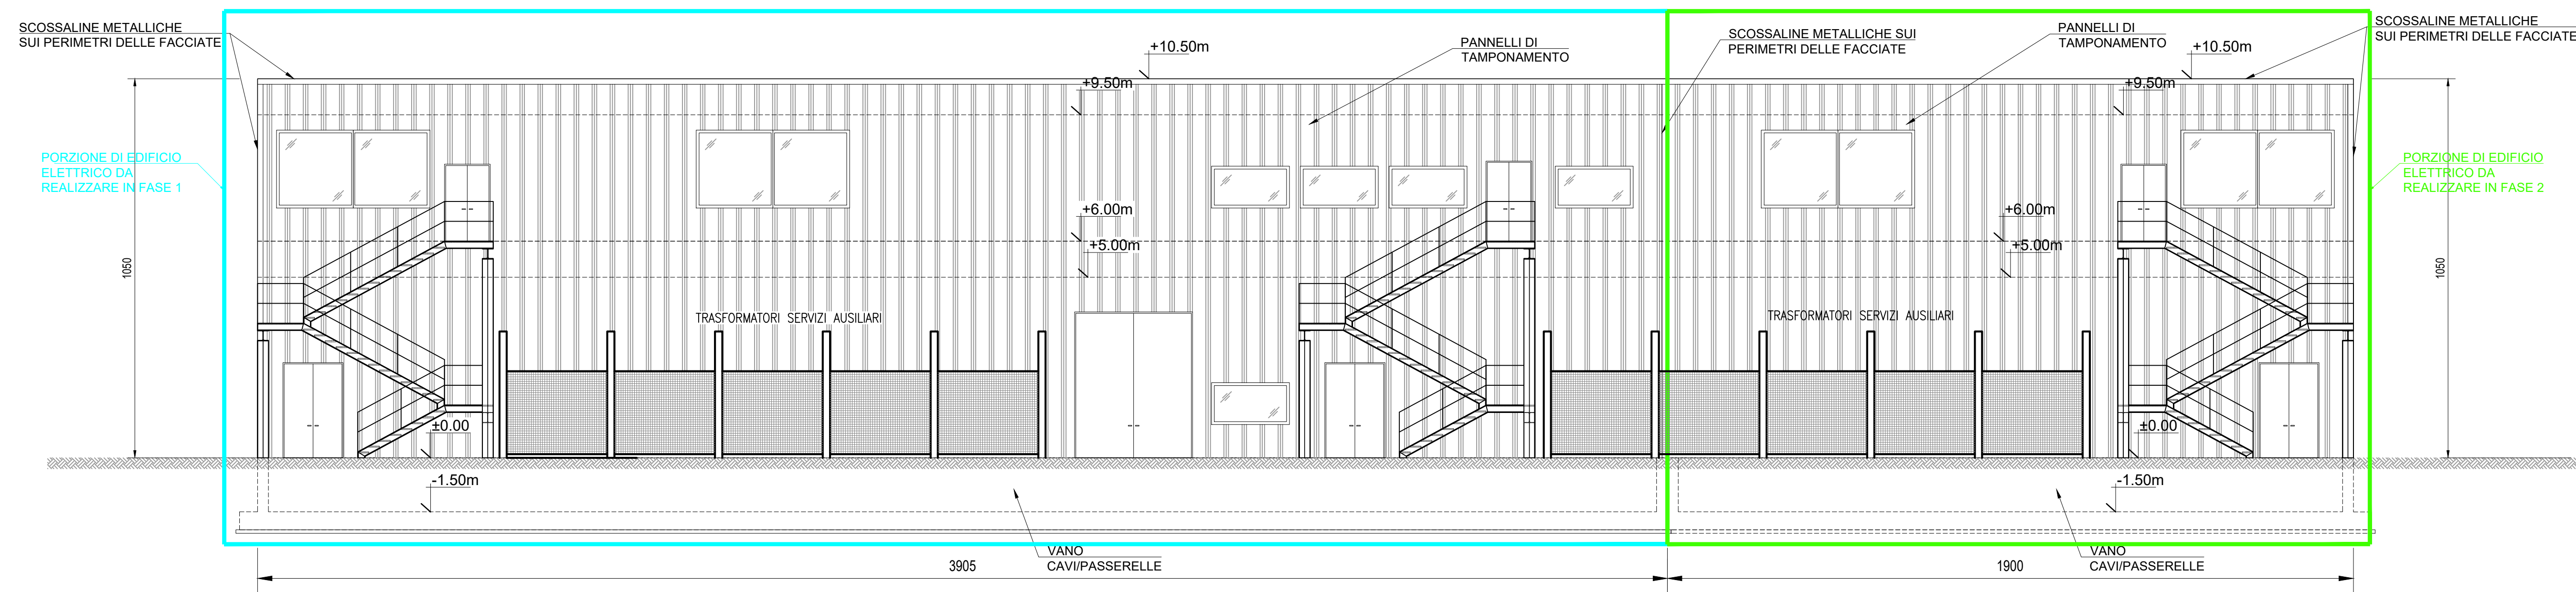 SCOSSALINE METALLICHE
SUI PERIMETRI DELLE FACCIATE
PORZIONE DI EDIFICIO
ELETTRICO DA
REALIZZARE IN FASE 1
+10.50m
+9.50m
PANNELLI DI
TAMPONAMENTO
SCOSSALINE METALLICHE SUI
PERIMETRI DELLE FACCIATE
PANNELLI DI
TAMPONAMENTO
+10.50m
+9.50m
SCOSSALINE METALLICHE
SUI PERIMETRI DELLE FACCIATE
PORZIONE DI EDIFICIO
ELETTRICO DA
REALIZZARE IN FASE 2
+6.00m
+5.00m
+6.00m
+5.00m
1050
1050
TRASFORMATORI SERVIZI AUSILIARI
TRASFORMATORI SERVIZI AUSILIARI
±0.00
±0.00
-1.50m
-1.50m
VANO
CAVI/PASSERELLE
VANO
CAVI/PASSERELLE
3905
1900